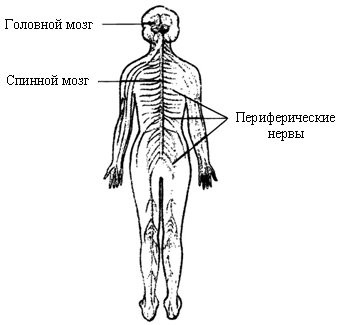 Головной мозг
Спинной мозг
Периферические
нервы